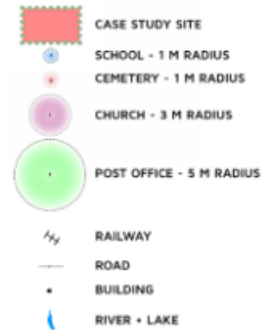 CASE STUDY SITE
SCHOOL - 1 M RADIUS
CEMETERY - 1 M RADIUS
CHURCH - 3 M RADIUS
POST OFFICE - 5 M RADIUS
RAILWAY
ROAD
BUILDING
RIVER + LAKE